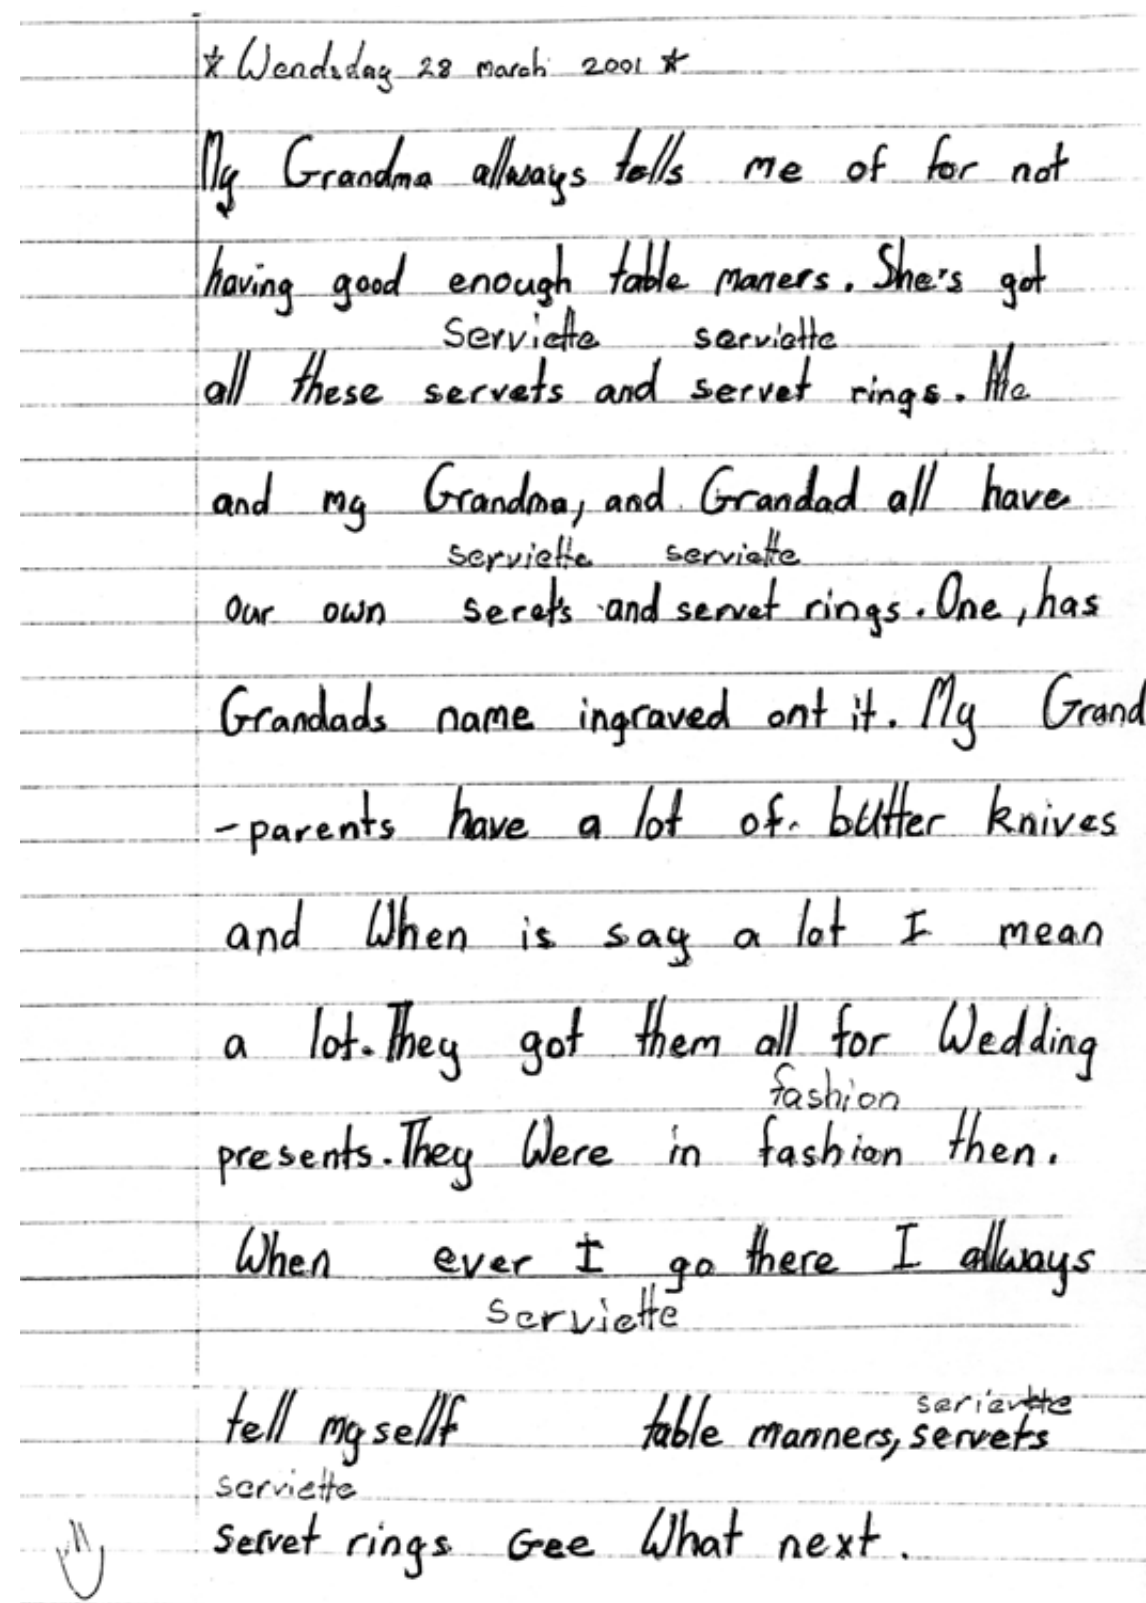 * Wendsday 28 march 2001 *
My Grandma allways tells me of for not
having good enough table maners. She's got
Serviette serviette
all these servets and servet rings. Me
and my Grandma, and Grandad all have
serviette serviette
our own serets and servet rings. One, has
Grandads name ingraved ont it. My Grand
-parents have a lot of butter knives
and When is say a lot I mean
a lot. They got them all for Wedding
fashion
presents. They Were in fashion then.
When ever I go there I allways
Serviette
serievtte
tell my sellf table manners, servets
serviette
servet rings Gee What next.